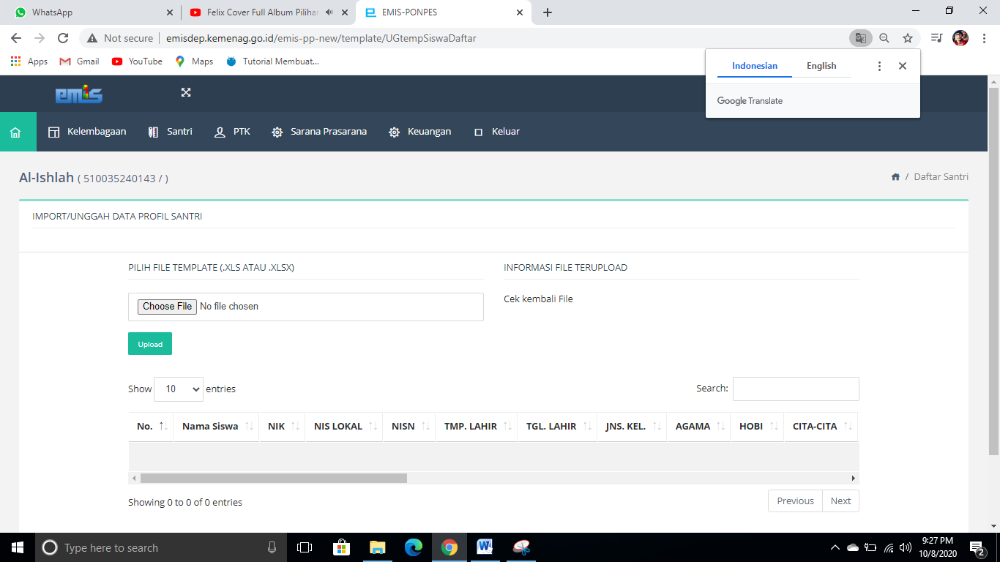 WhatsApp
Felix Cover Full Album Pilihan
EMIS-PONPES
Not secure
emisdep.kemenag.go.id/emis-pp-new/template/UGtempSiswaDaftar
Apps
Gmail
YouTube
Maps
Tutorial Membuat...
Indonesian
English
Google Translate
emis
Kelembagaan
Santri
PTK
Sarana Prasarana
Keuangan
Keluar
Al-Ishlah ( 510035240143 / )
/ Daftar Santri
IMPORT/UNGGAH DATA PROFIL SANTRI
PILIH FILE TEMPLATE (.XLS ATAU .XLSX)
INFORMASI FILE TERUPLOAD
Choose File No file chosen
Cek kembali File
Upload
Show 10 entries
Search:
No. Nama Siswa NIK NIS LOKAL NISN TMP. LAHIR TGL. LAHIR JNS. KEL. AGAMA HOBI CITA-CITA
Showing 0 to 0 of 0 entries
Previous Next
Type here to search
9:27 PM
10/8/2020
2